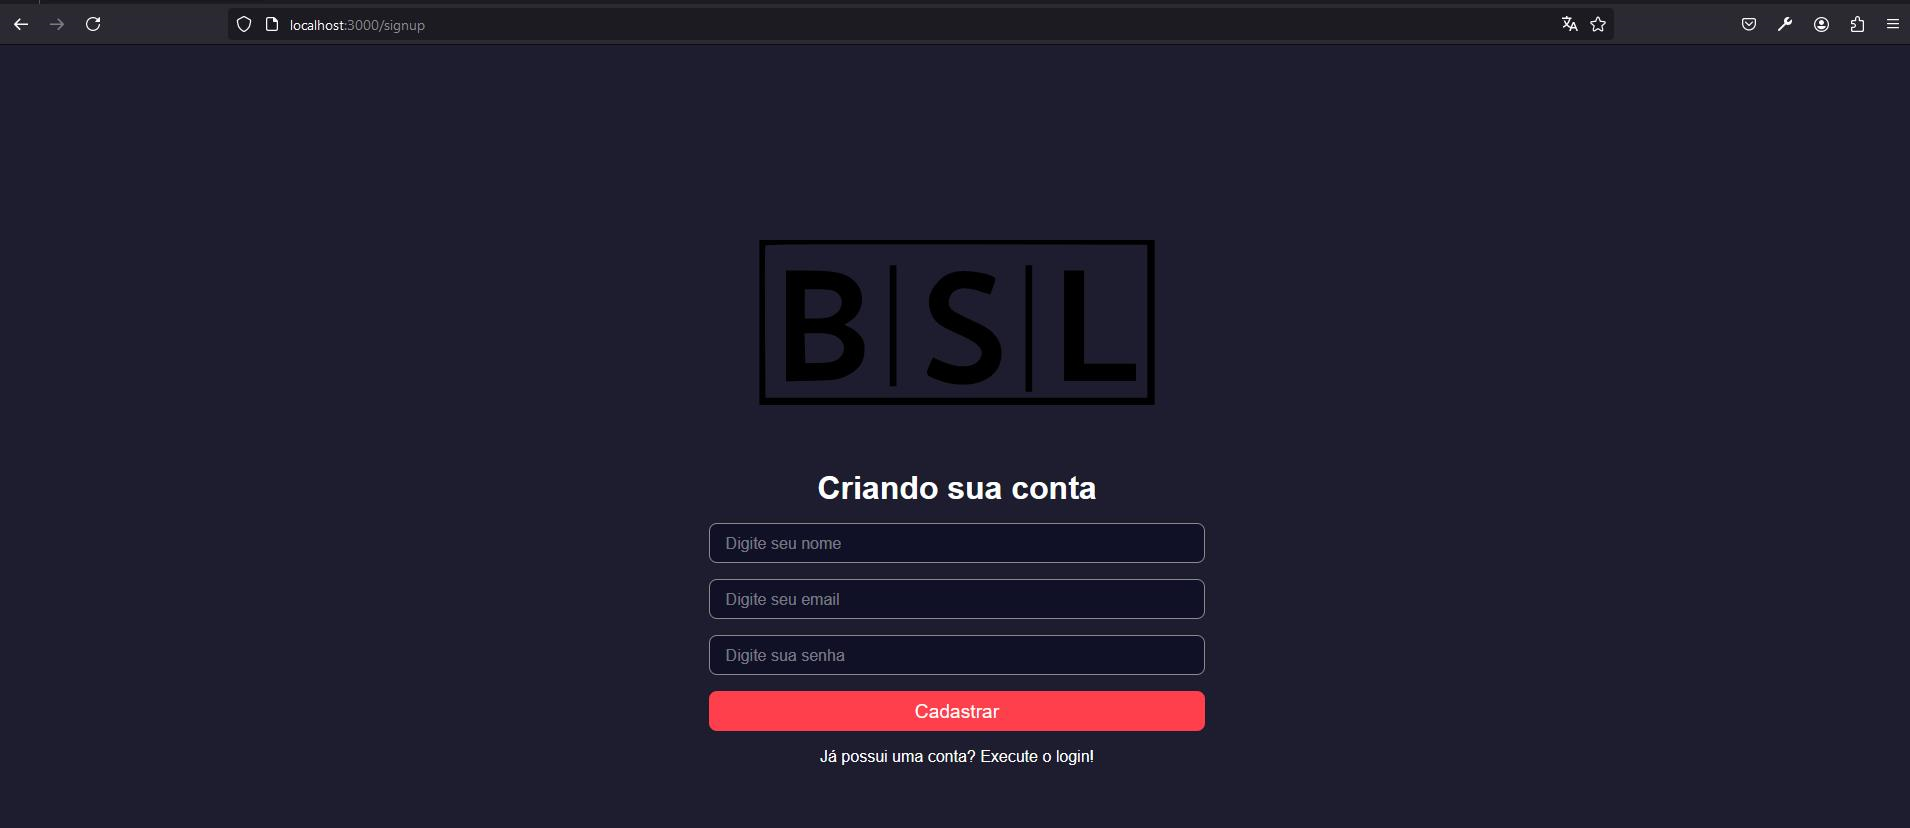 localhost:3000/signup
B|S|L
Criando sua conta
Digite seu nome
Digite seu email
Digite sua senha
Cadastrar
Já possui uma conta? Execute o login!